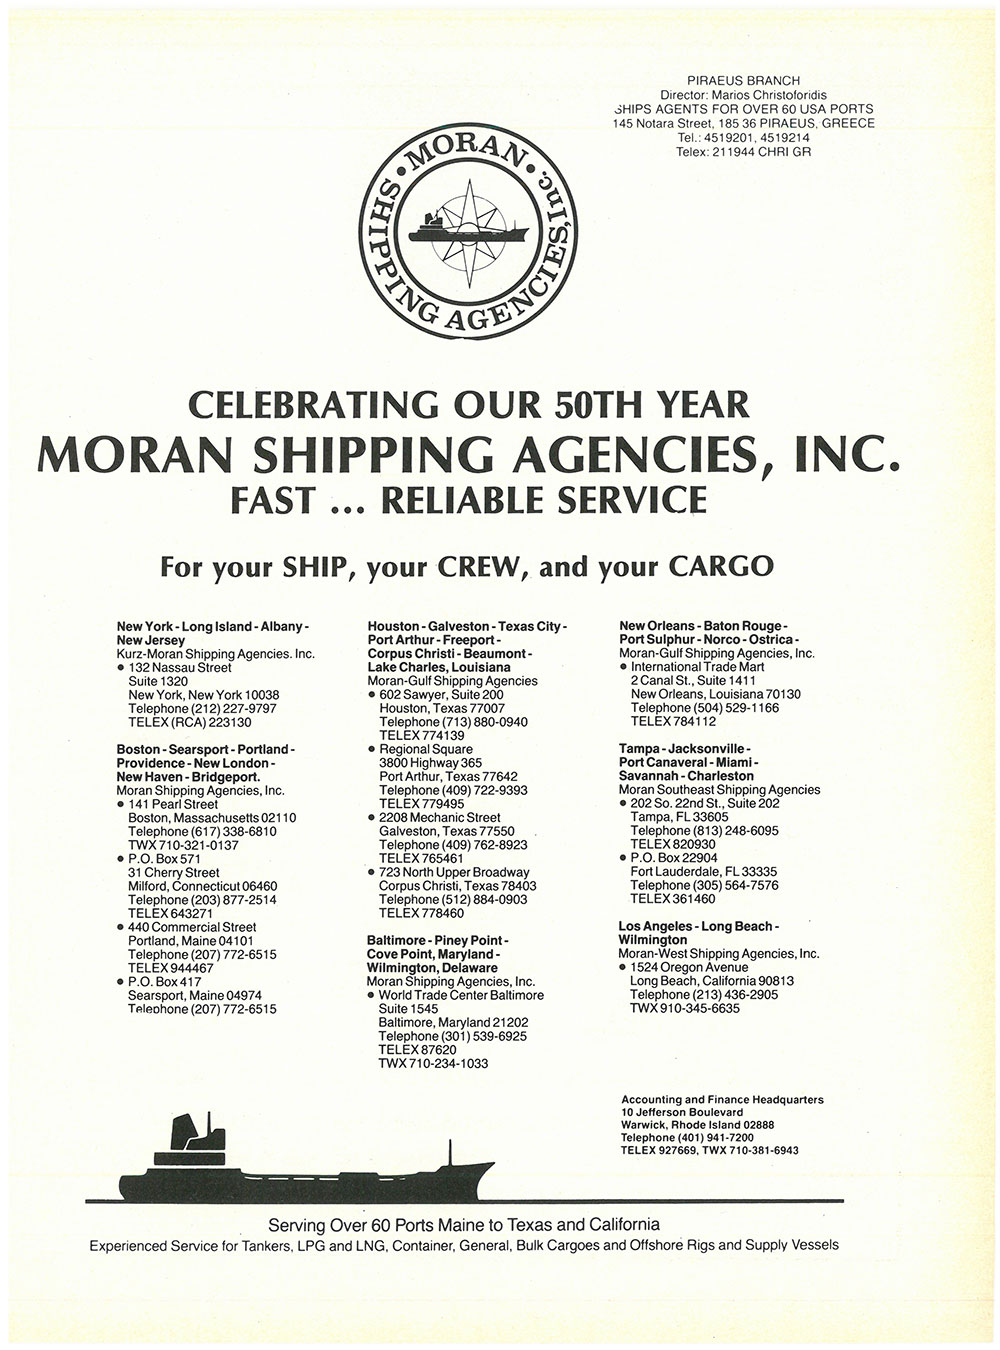 PIRAEUS BRANCH
Director: Marios Christoforidis
SHIPS AGENTS FOR OVER 60 USA PORTS
145 Notara Street, 185 36 PIRAEUS, GREECE
Tel.: 4519201, 4519214
Telex: 211944 CHRI GR
• MORAN •
SHIPPING AGENCIES, Inc.
CELEBRATING OUR 50TH YEAR
MORAN SHIPPING AGENCIES, INC.
FAST ... RELIABLE SERVICE
For your SHIP, your CREW, and your CARGO
New York - Long Island - Albany -
New Jersey
Kurz-Moran Shipping Agencies. Inc.
• 132 Nassau Street
Suite 1320
New York, New York 10038
Telephone (212) 227-9797
TELEX (RCA) 223130
Boston - Searsport - Portland -
Providence - New London -
New Haven - Bridgeport.
Moran Shipping Agencies, Inc.
• 141 Pearl Street
Boston, Massachusetts 02110
Telephone (617) 338-6810
TWX 710-321-0137
• P.O. Box 571
31 Cherry Street
Milford, Connecticut 06460
Telephone (203) 877-2514
TELEX 643271
• 440 Commercial Street
Portland, Maine 04101
Telephone (207) 772-6515
TELEX 944467
• P.O. Box 417
Searsport, Maine 04974
Telephone (207) 772-6515
Houston - Galveston - Texas City -
Port Arthur - Freeport -
Corpus Christi - Beaumont -
Lake Charles, Louisiana
Moran-Gulf Shipping Agencies
• 602 Sawyer, Suite 200
Houston, Texas 77007
Telephone (713) 880-0940
TELEX 774139
• Regional Square
3800 Highway 365
Port Arthur, Texas 77642
Telephone (409) 722-9393
TELEX 779495
• 2208 Mechanic Street
Galveston, Texas 77550
Telephone (409) 762-8923
TELEX 765461
• 723 North Upper Broadway
Corpus Christi, Texas 78403
Telephone (512) 884-0903
TELEX 778460
Baltimore - Piney Point -
Cove Point, Maryland -
Wilmington, Delaware
Moran Shipping Agencies, Inc.
• World Trade Center Baltimore
Suite 1545
Baltimore, Maryland 21202
Telephone (301) 539-6925
TELEX 87620
TWX 710-234-1033
New Orleans - Baton Rouge -
Port Sulphur - Norco - Ostrica -
Moran-Gulf Shipping Agencies, Inc.
• International Trade Mart
2 Canal St., Suite 1411
New Orleans, Louisiana 70130
Telephone (504) 529-1166
TELEX 784112
Tampa - Jacksonville -
Port Canaveral - Miami -
Savannah - Charleston
Moran Southeast Shipping Agencies
• 202 So. 22nd St., Suite 202
Tampa, FL 33605
Telephone (813) 248-6095
TELEX 820930
• P.O. Box 22904
Fort Lauderdale, FL 33335
Telephone (305) 564-7576
TELEX 361460
Los Angeles - Long Beach -
Wilmington
Moran-West Shipping Agencies, Inc.
• 1524 Oregon Avenue
Long Beach, California 90813
Telephone (213) 436-2905
TWX 910-345-6635
Accounting and Finance Headquarters
10 Jefferson Boulevard
Warwick, Rhode Island 02888
Telephone (401) 941-7200
TELEX 927669, TWX 710-381-6943
Serving Over 60 Ports Maine to Texas and California
Experienced Service for Tankers, LPG and LNG, Container, General, Bulk Cargoes and Offshore Rigs and Supply Vessels